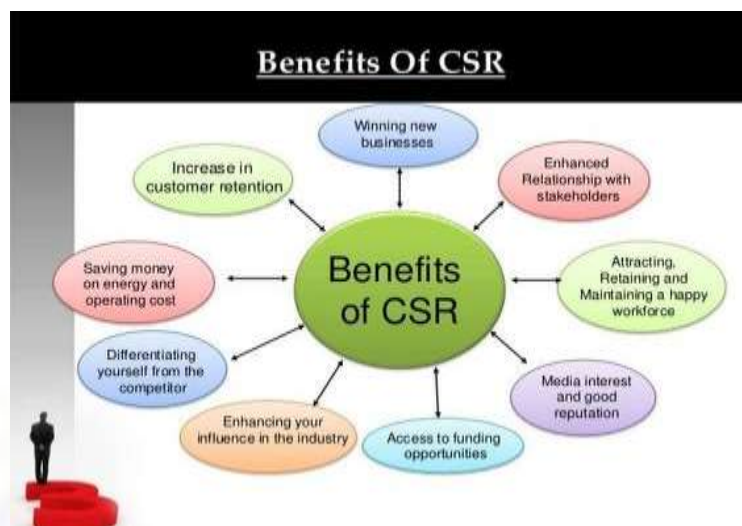 Benefits Of CSR
Winning new
businesses
Increase in
customer retention
Enhanced
Relationship with
stakeholders
Saving money
on energy and
operating cost
Benefits
of CSR
Attracting,
Retaining and
Maintaining a happy
workforce
Differentiating
yourself from the
competitor
Media interest
and good
reputation
Enhancing your
influence in the industry
Access to funding
opportunities